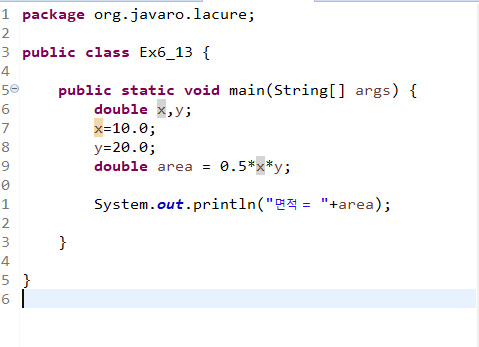 1 package org.javaro.lacure;
2
3 public class Ex6_13 {
4
5 public static void main(String[] args) {
6 double x,y;
7 x=10.0;
8 y=20.0;
9 double area = 0.5*x*y;
0
1 System.out.println("면적 = "+area);
2
3 }
4
5 }
6